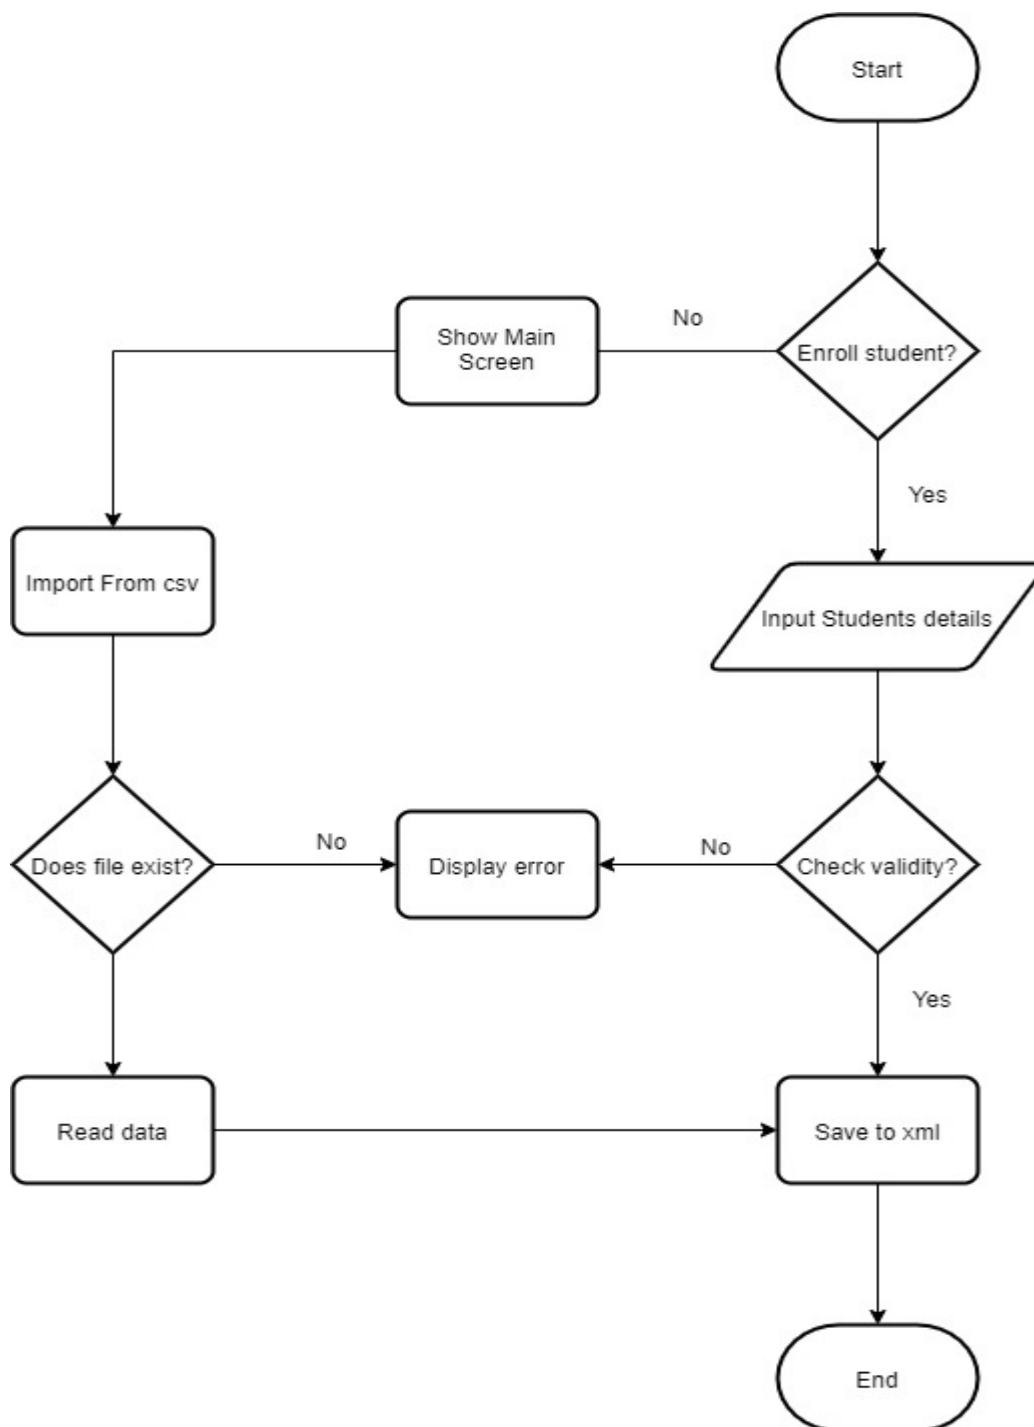 Start
No
Show Main
Screen
Enroll student?
Yes
Import From csv
Input Students details
Does file exist?
No
Display error
No
Check validity?
Yes
Read data
Save to xml
End